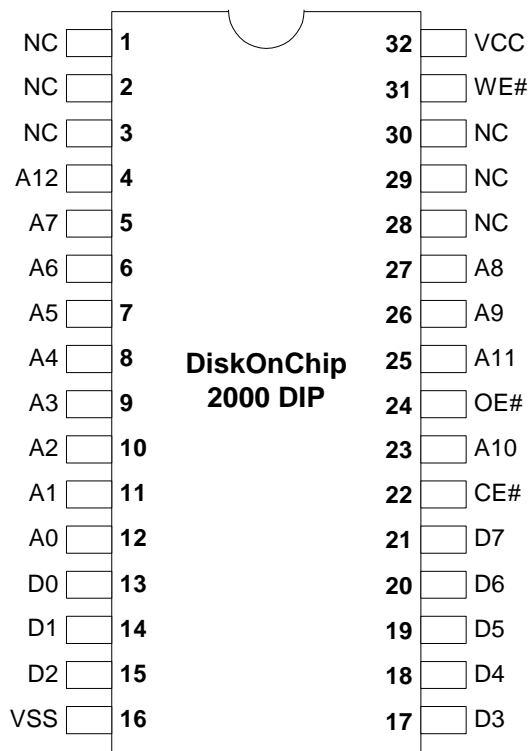 NC 1 32 VCC
NC 2 31 WE#
NC 3 30 NC
A12 4 29 NC
A7 5 28 NC
A6 6 27 A8
A5 7 26 A9
A4 8 DiskOnChip 25 A11
A3 9 2000 DIP 24 OE#
A2 10 23 A10
A1 11 22 CE#
A0 12 21 D7
D0 13 20 D6
D1 14 19 D5
D2 15 18 D4
VSS 16 17 D3